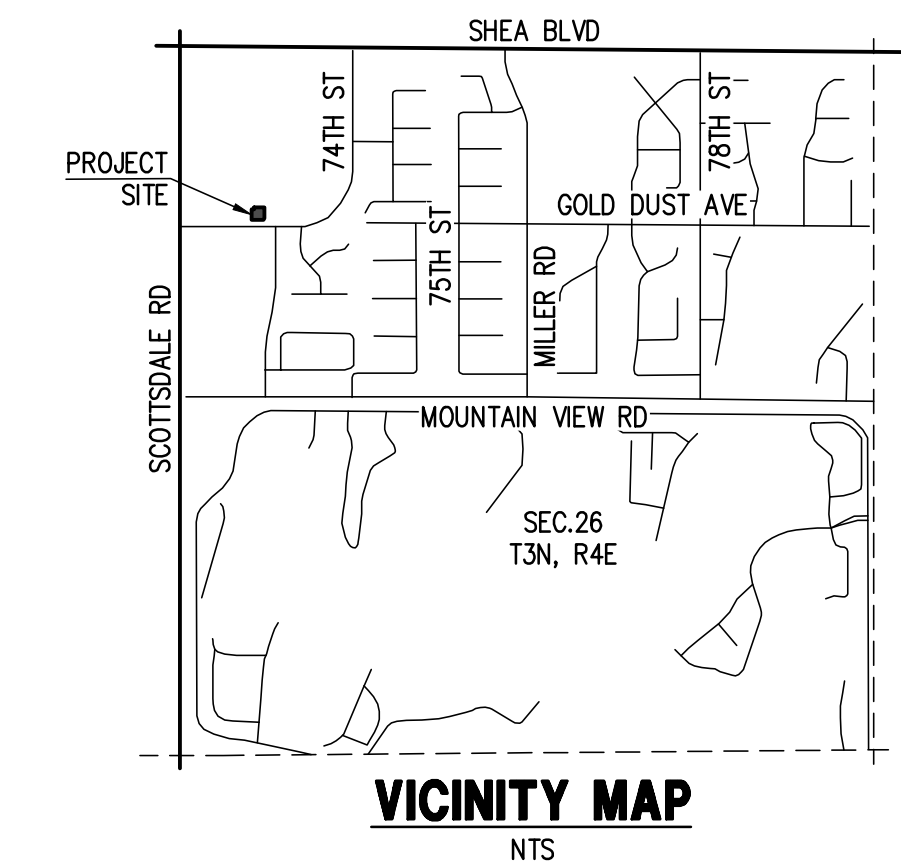 SHEA BLVD
74TH ST
78TH ST
PROJECT
SITE
GOLD DUST AVE
75TH ST
MILLER RD
SCOTTSDALE RD
MOUNTAIN VIEW RD
SEC.26
T3N, R4E
VICINITY MAP
NTS